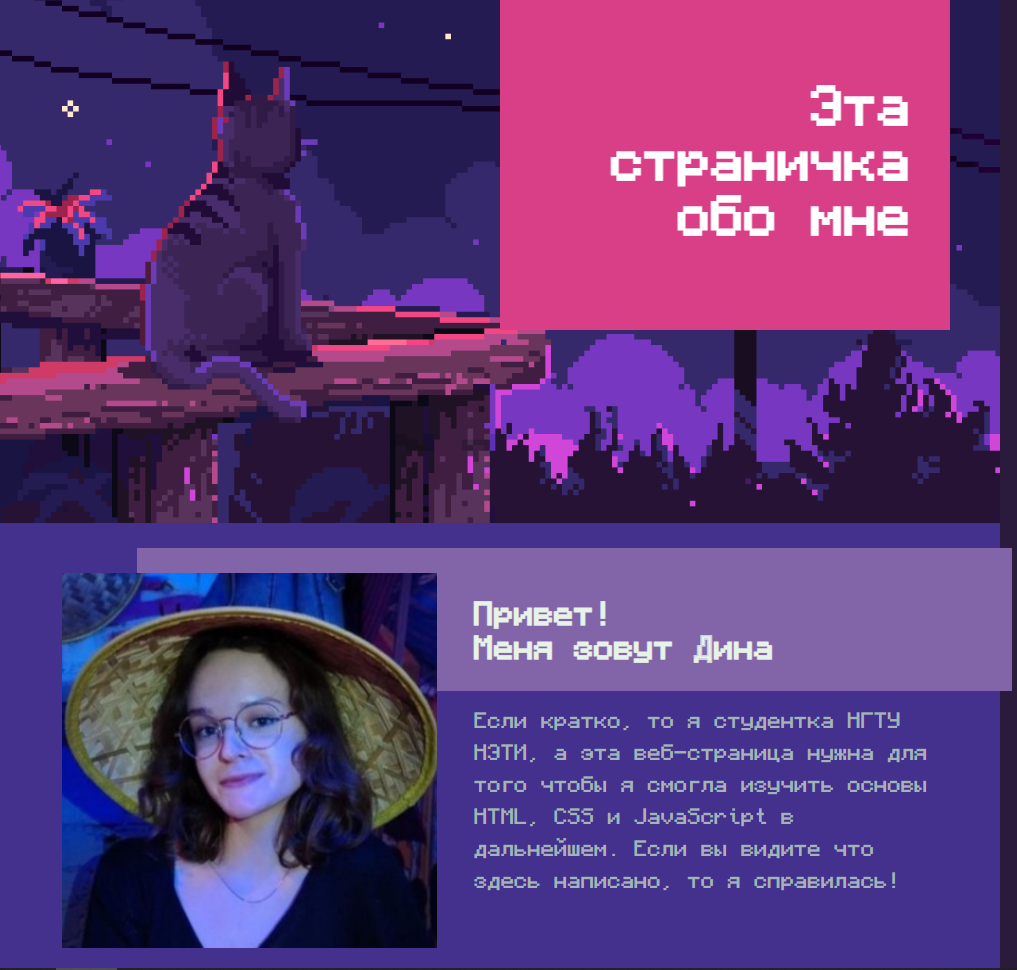 Эта
страничка
обо мне
Привет!
Меня зовут Дина
Если кратко, то я студентка НГТУ
НЭТИ, а эта веб-страница нужна для
того чтобы я смогла изучить основы
HTML, CSS и JavaScript в
дальнейшем. Если вы видите что
здесь написано, то я справилась!